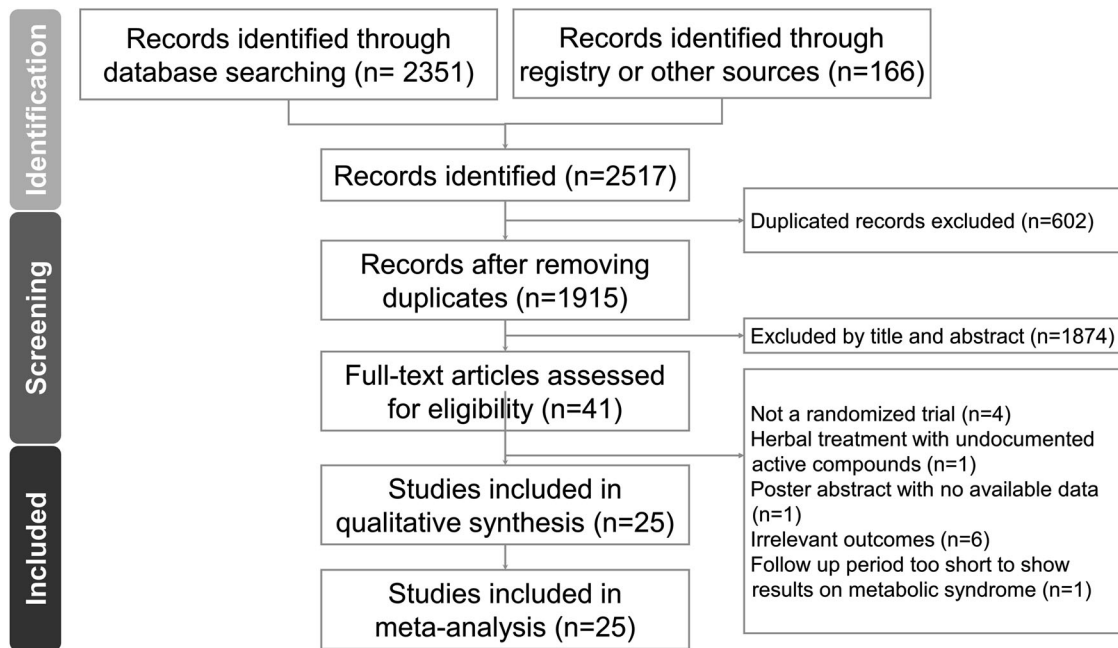 Identification
Records identified through
database searching (n= 2351)
Records identified through
registry or other sources (n=166)
Records identified (n=2517)
Screening
Duplicated records excluded (n=602)
Records after removing
duplicates (n=1915)
Excluded by title and abstract (n=1874)
Full-text articles assessed
for eligibility (n=41)
Not a randomized trial (n=4)
Herbal treatment with undocumented
active compounds (n=1)
Poster abstract with no available data
(n=1)
Irrelevant outcomes (n=6)
Follow up period too short to show
results on metabolic syndrome (n=1)
Included
Studies included in
qualitative synthesis (n=25)
Studies included in
meta-analysis (n=25)